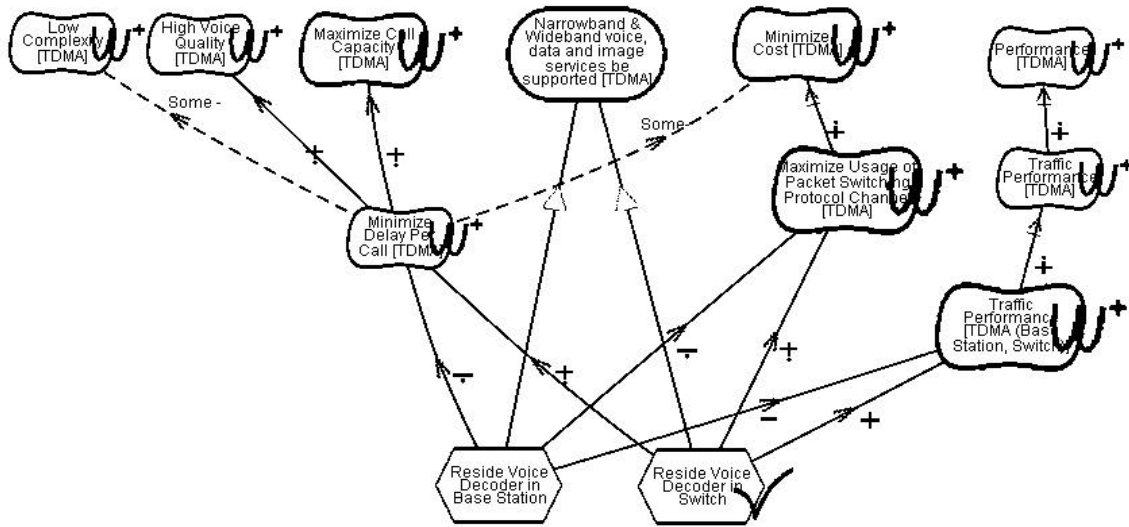 Low
Complexity
[TDMA]
High Voice
Quality
[TDMA]
Maximize Call
Capacity
[TDMA]
Narrowband &
Wideband voice,
data and image
services be
supported [TDMA]
Minimize
Cost [TDMA]
Performance
[TDMA]
Some -
Some-
Maximize Usage of
Packet Switching
Protocol Channel
[TDMA]
Traffic
Performance
[TDMA]
Minimize
Delay Per
Call [TDMA]
Traffic
Performance
[TDMA (Base
Station, Switch)]
Reside Voice
Decoder in
Base Station
Reside Voice
Decoder in
Switch